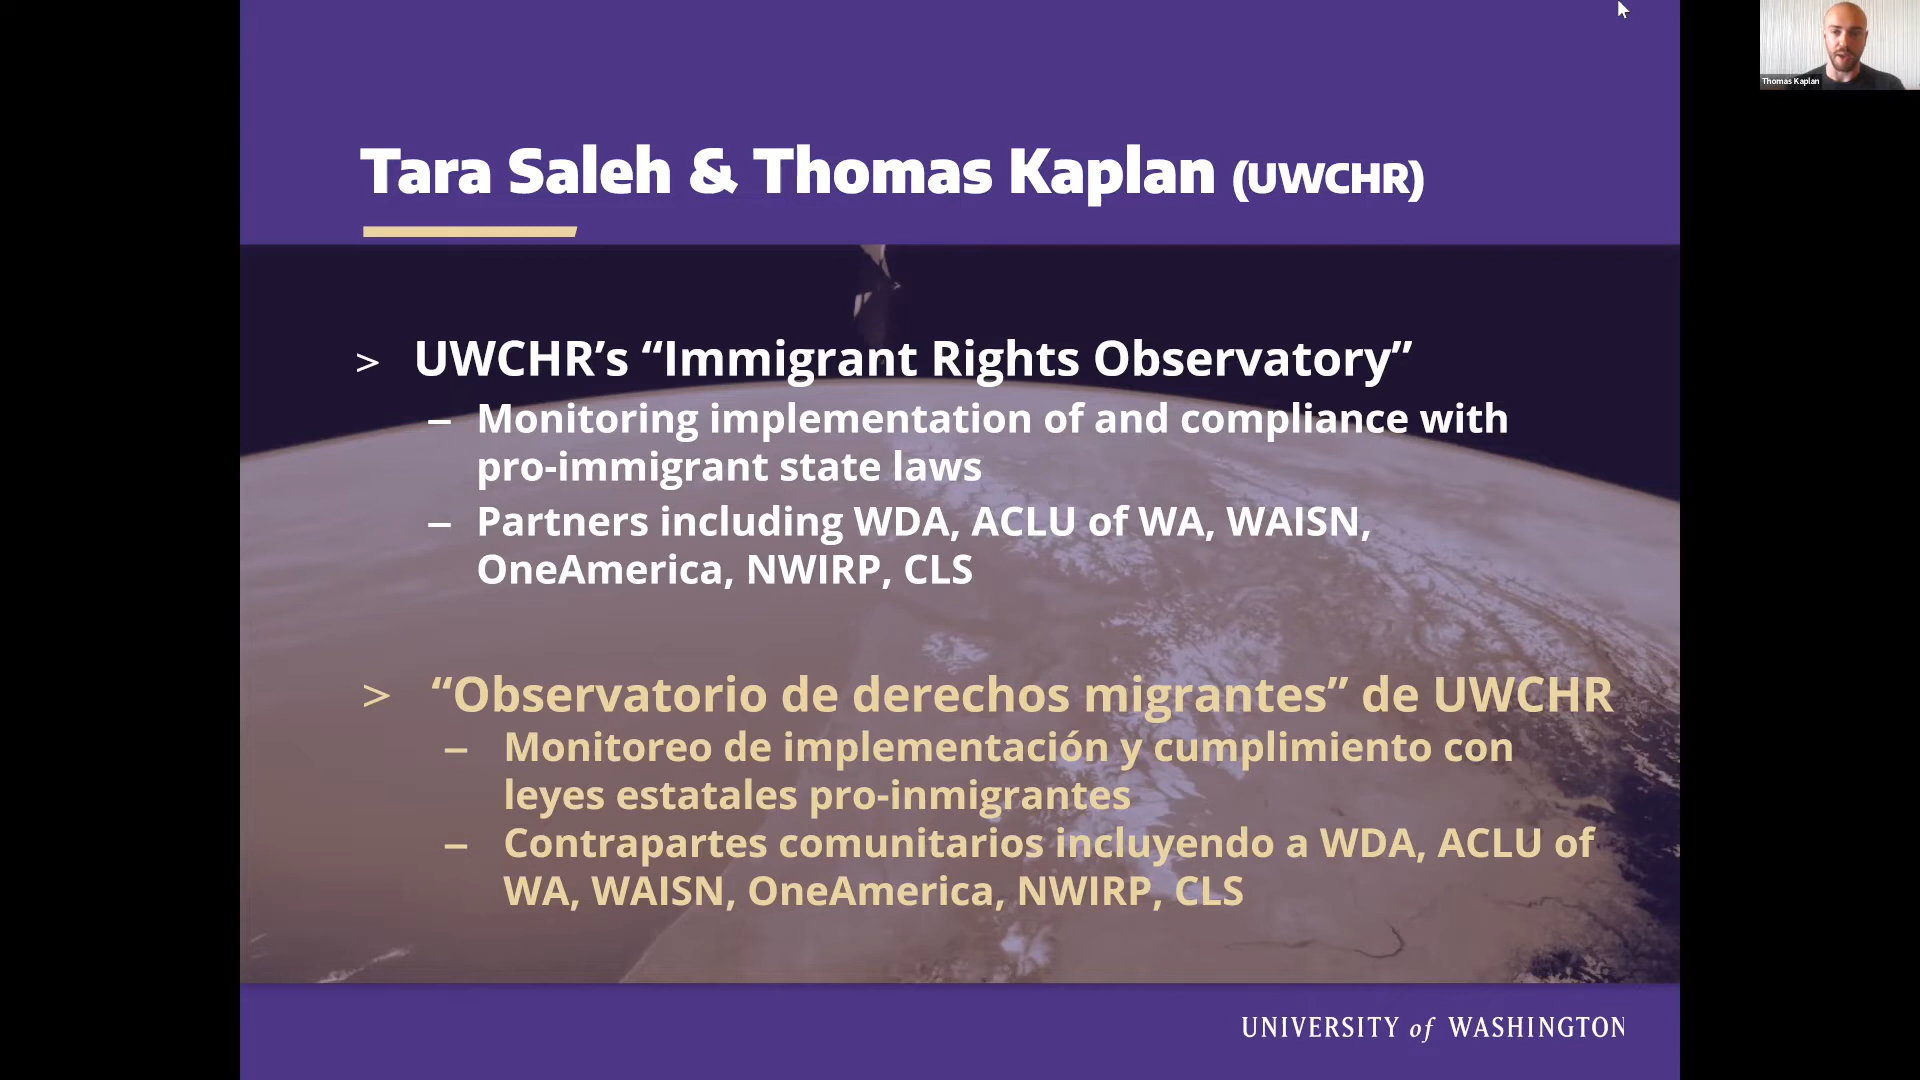 Thomas Kaplan
Tara Saleh & Thomas Kaplan (UWCHR)
> UWCHR’s “Immigrant Rights Observatory”
– Monitoring implementation of and compliance with
pro-immigrant state laws
– Partners including WDA, ACLU of WA, WAISN,
OneAmerica, NWIRP, CLS
> “Observatorio de derechos migrantes” de UWCHR
– Monitoreo de implementación y cumplimiento con
leyes estatales pro-inmigrantes
– Contrapartes comunitarios incluyendo a WDA, ACLU of
WA, WAISN, OneAmerica, NWIRP, CLS
UNIVERSITY of WASHINGTON